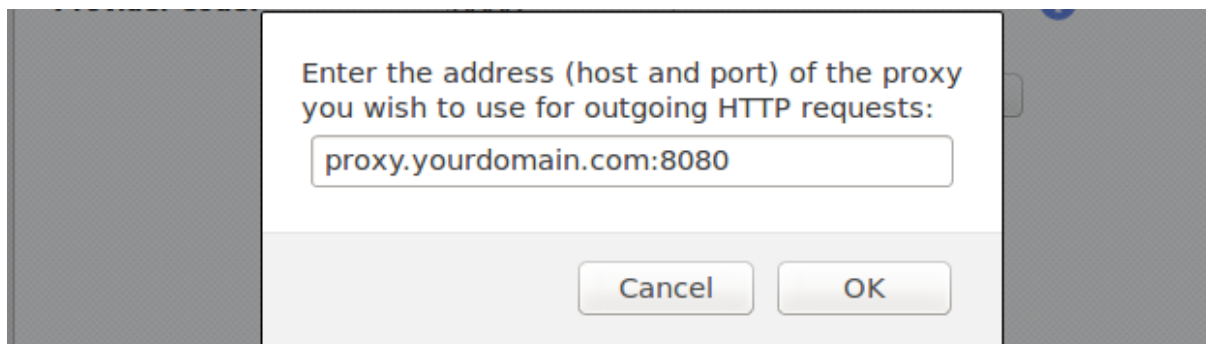 Enter the address (host and port) of the proxy
you wish to use for outgoing HTTP requests:
proxy.yourdomain.com:8080
Cancel OK